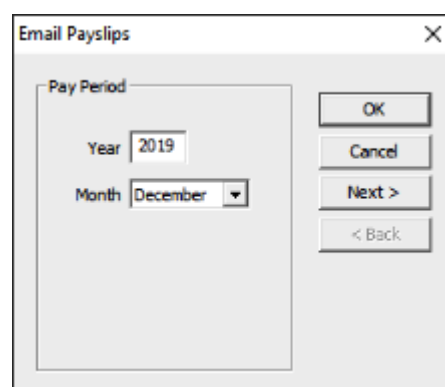 Email Payslips
Pay Period
Year 2019
Month December
OK
Cancel
Next >
< Back